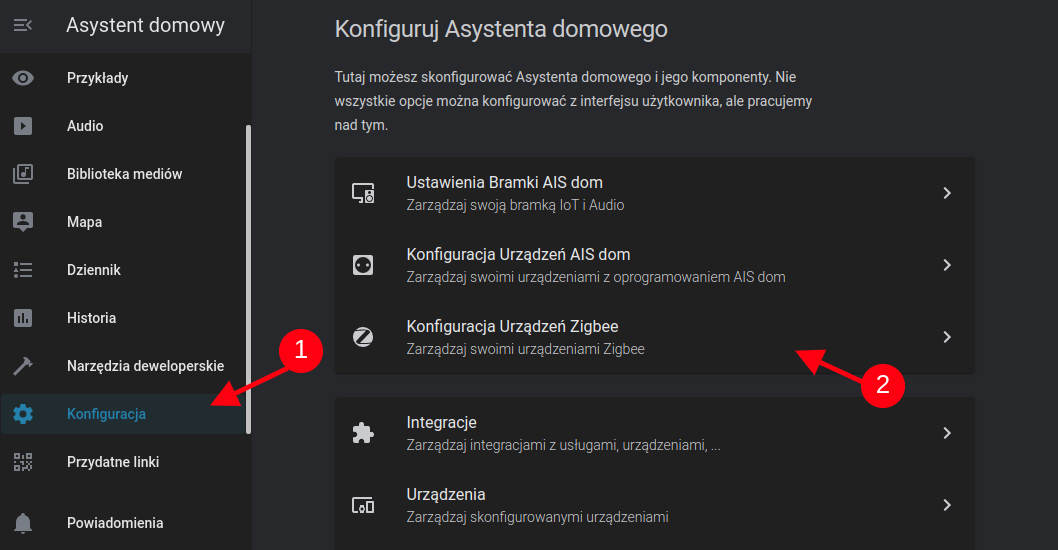 Asystent domowy
Przykłady
Audio
Biblioteka mediów
Mapa
Dziennik
Historia
Narzędzia deweloperskie
Konfiguracja
Przydatne linki
Powiadomienia
1
Konfiguruj Asystenta domowego
Tutaj możesz skonfigurować Asystenta domowego i jego komponenty. Nie
wszystkie opcje można konfigurować z interfejsu użytkownika, ale pracujemy
nad tym.
Ustawienia Bramki AIS dom
Zarządzaj swoją bramką IoT i Audio
Konfiguracja Urządzeń AIS dom
Zarządzaj swoimi urządzeniami z oprogramowaniem AIS dom
Konfiguracja Urządzeń Zigbee
Zarządzaj swoimi urządzeniami Zigbee
2
Integracje
Zarządzaj integracjami z usługami, urządzeniami, ...
Urządzenia
Zarządzaj skonfigurowanymi urządzeniami